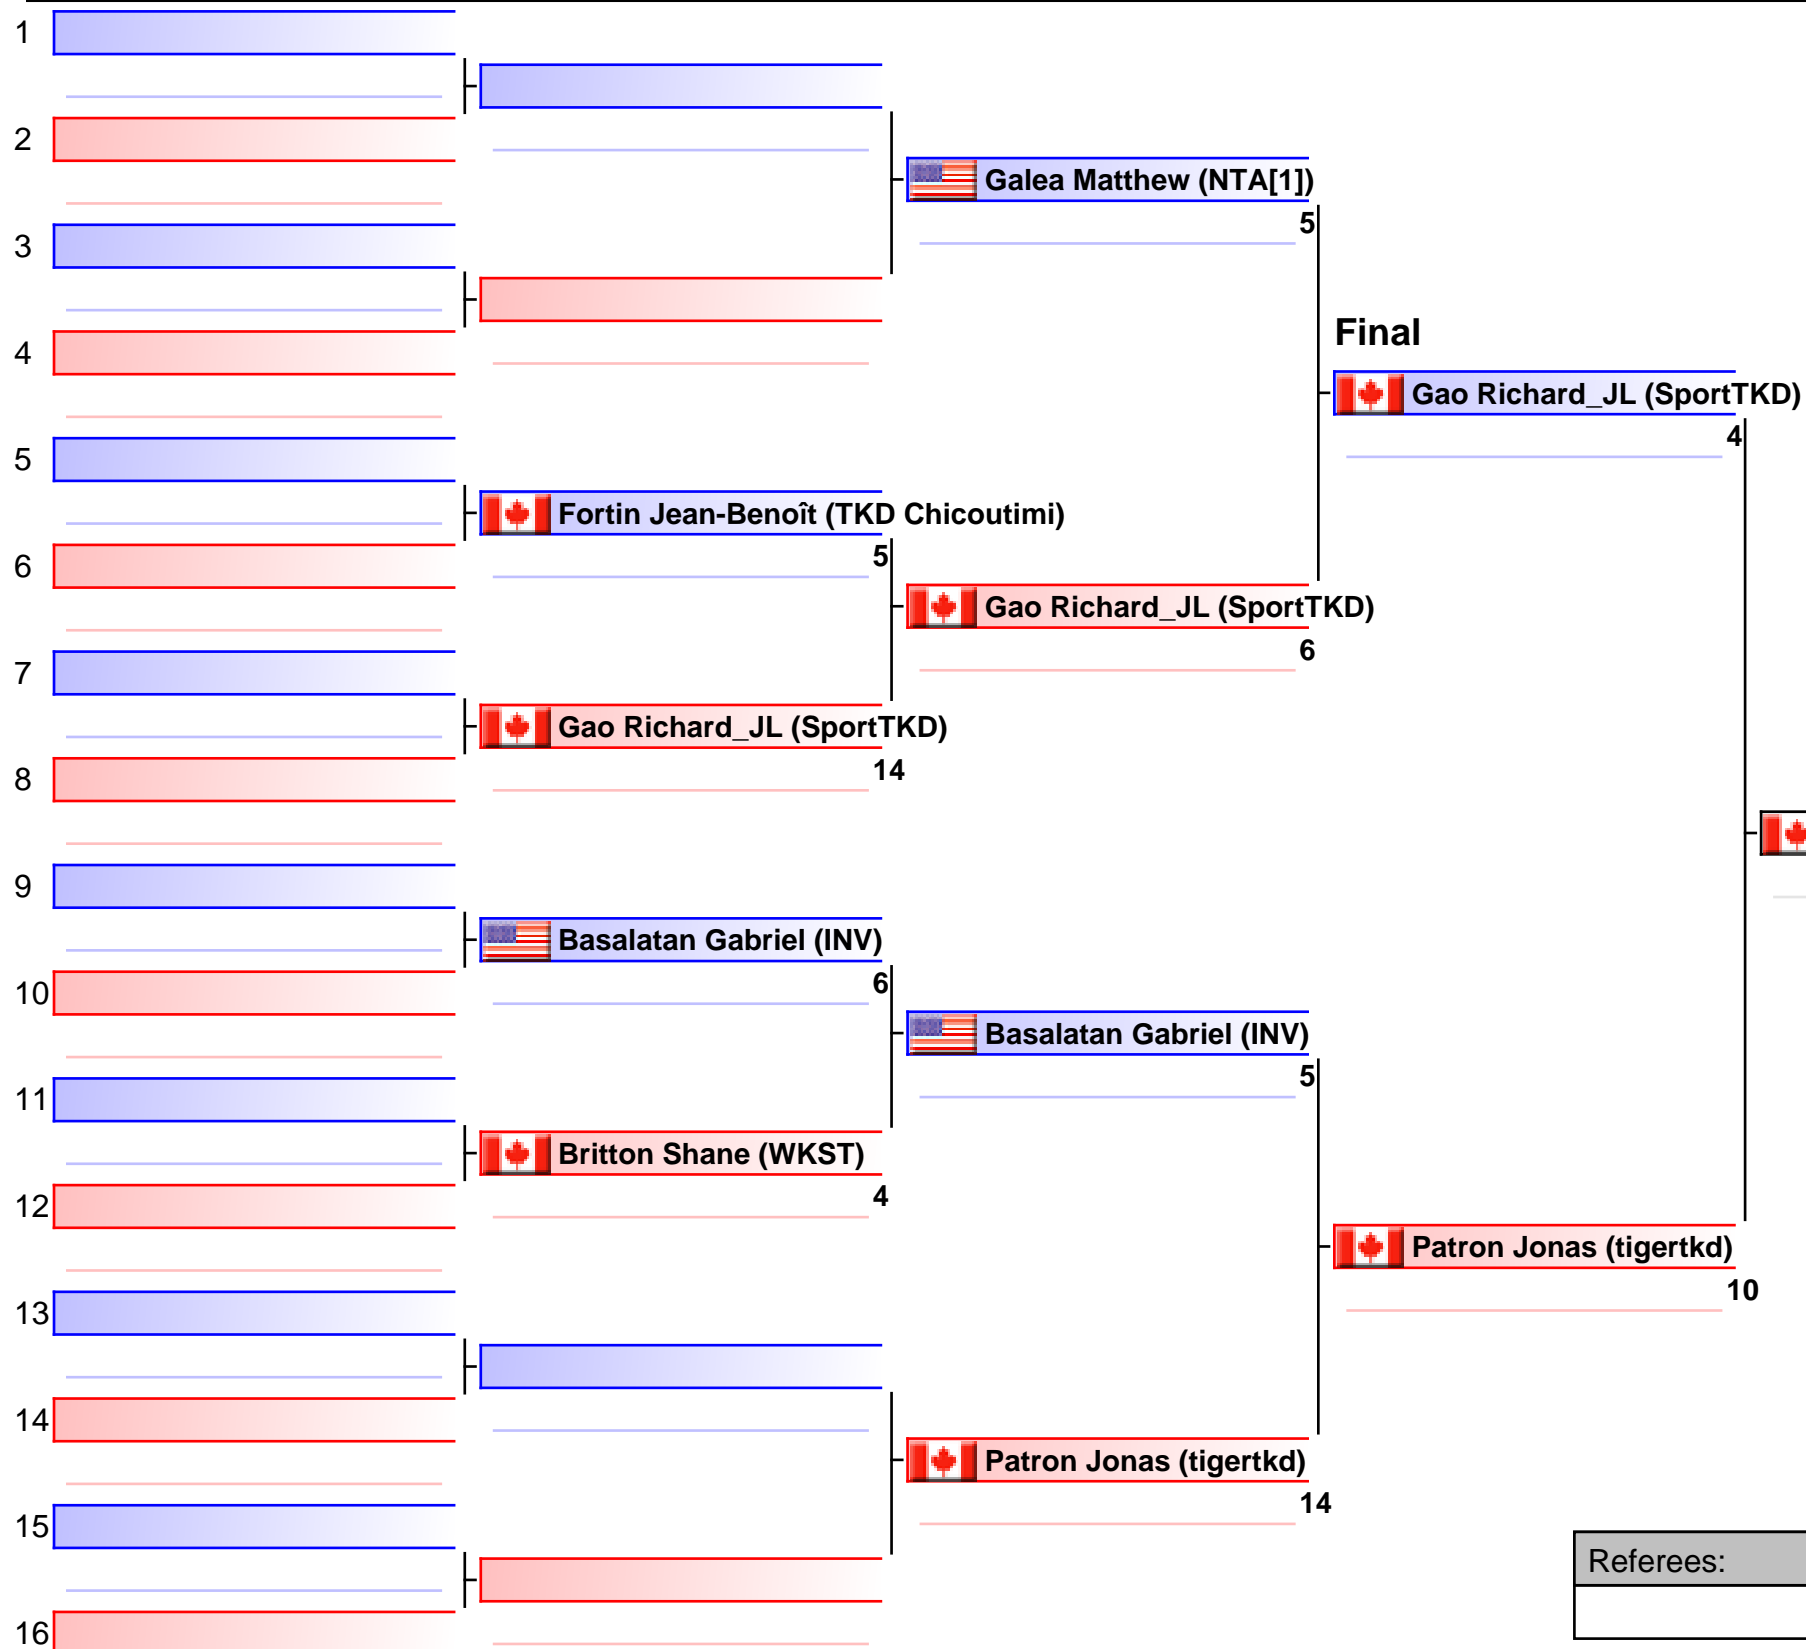 1
2
Galea Matthew (NTA[1])
5
3
Final
4
Gao Richard_JL (SportTKD)
4
5
Fortin Jean-Benoît (TKD Chicoutimi)
5
6
Gao Richard_JL (SportTKD)
6
7
Gao Richard_JL (SportTKD)
14
8
9
Basalatan Gabriel (INV)
6
10
Basalatan Gabriel (INV)
5
11
Britton Shane (WKST)
4
12
Patron Jonas (tigertkd)
10
13
14
Patron Jonas (tigertkd)
14
15
Referees:
16